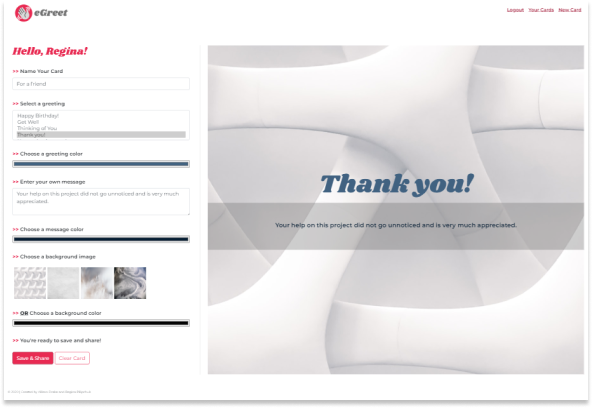 eGreet
Logout Your Cards New Card
Hello, Regina!
>> Name Your Card
For a friend
>> Select a greeting
Happy Birthday!
Get Well
Thinking of You
Thank you!
>> Choose a greeting color
>> Enter your own message
Your help on this project did not go unnoticed and is very much
appreciated.
>> Choose a message color
>> Choose a background image
>> OR Choose a background color
>> You're ready to save and share!
Save & Share Clear Card
Thank you!
Your help on this project did not go unnoticed and is very much appreciated.